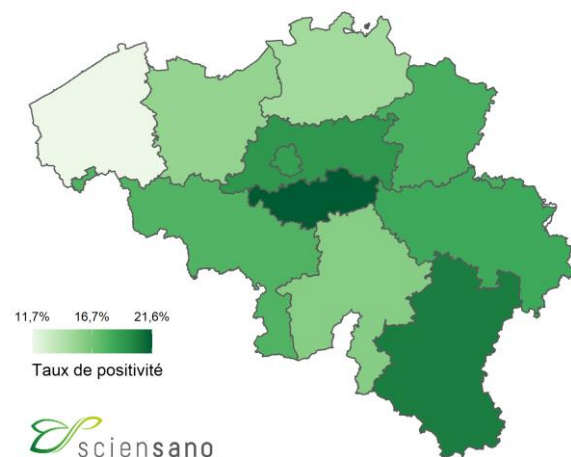 11,7% 16,7% 21,6%
Taux de positivité
sciensano